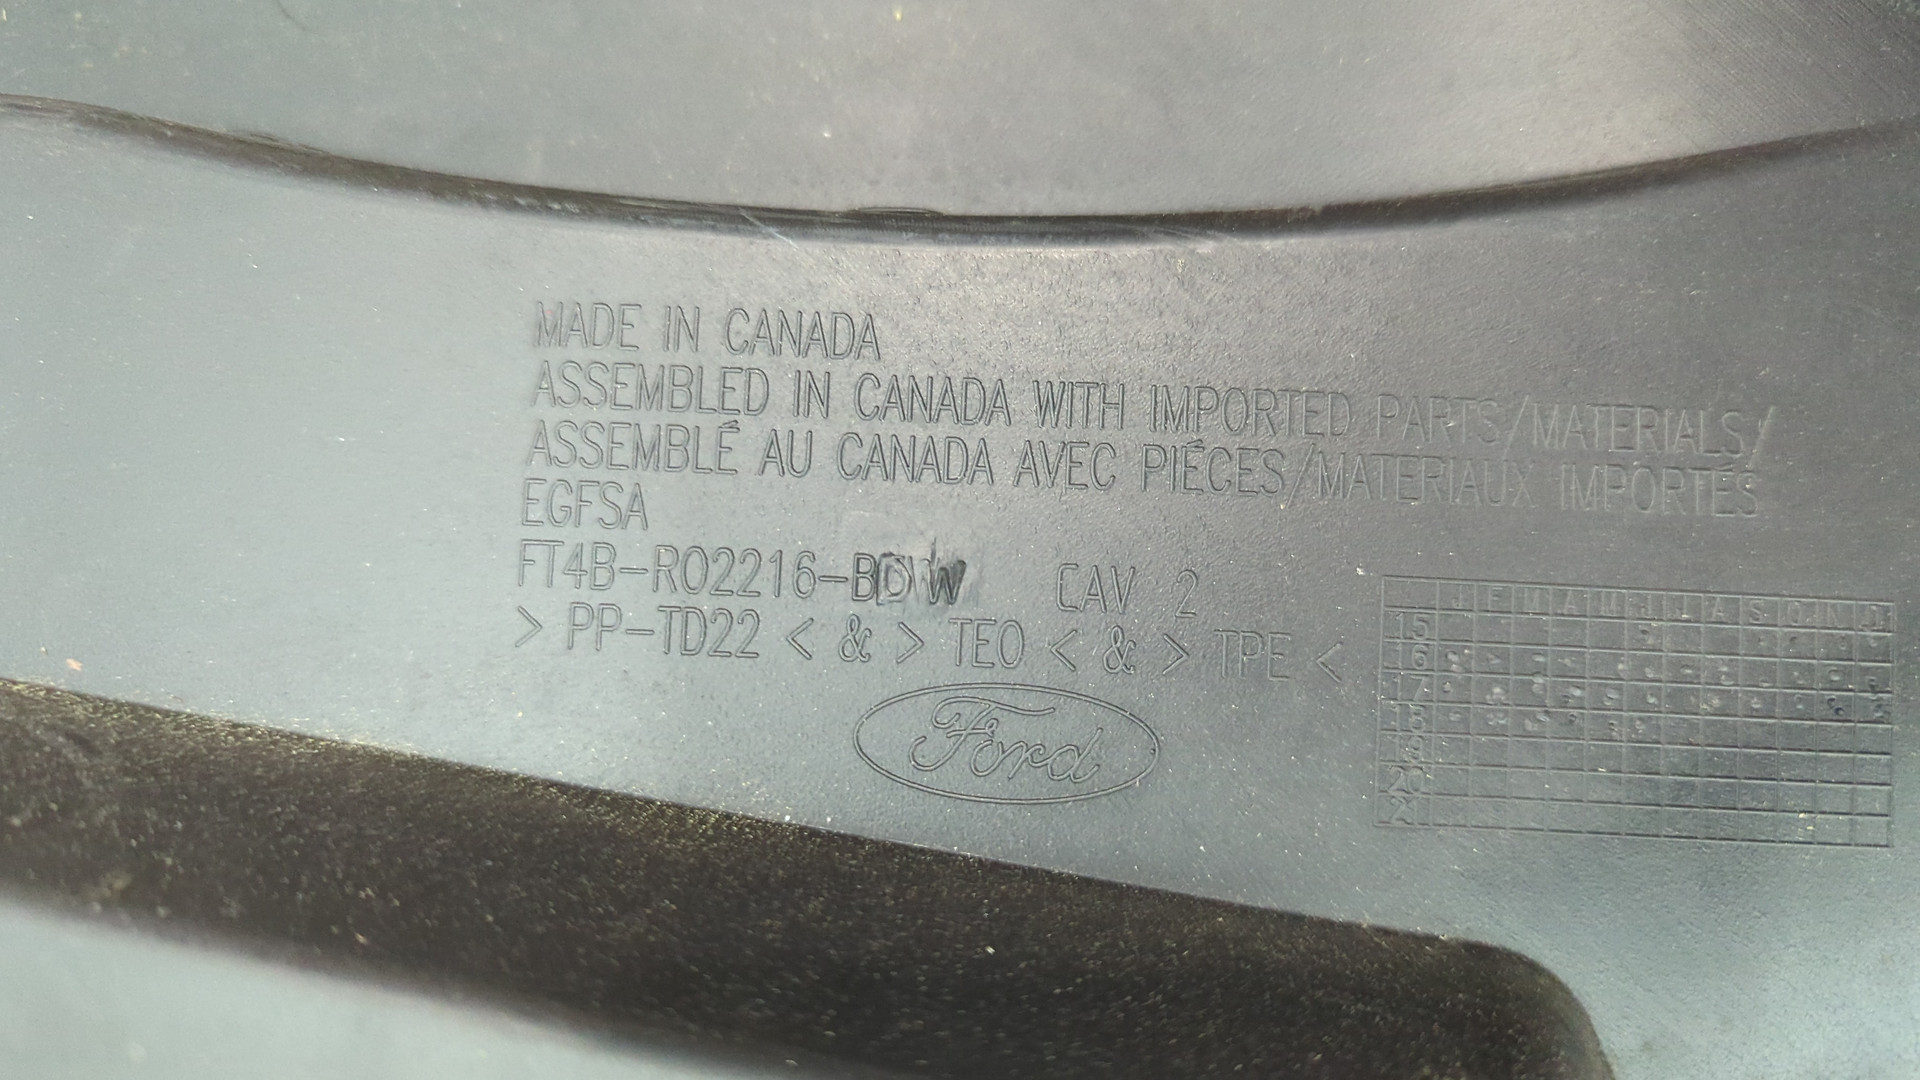 MADE IN CANADA
ASSEMBLED IN CANADA WITH IMPORTED PARTS/MATERIALS/
ASSEMBLÉ AU CANADA AVEC PIÉCES/MATERIAUX IMPORTÉS
EGFSA
FT4B-R02216-BDW CAV 2
> PP-TD22 < & > TEO < & > TPE <
Ford
J F M A M J J A S O N D
15
16
17
18
19
20
21